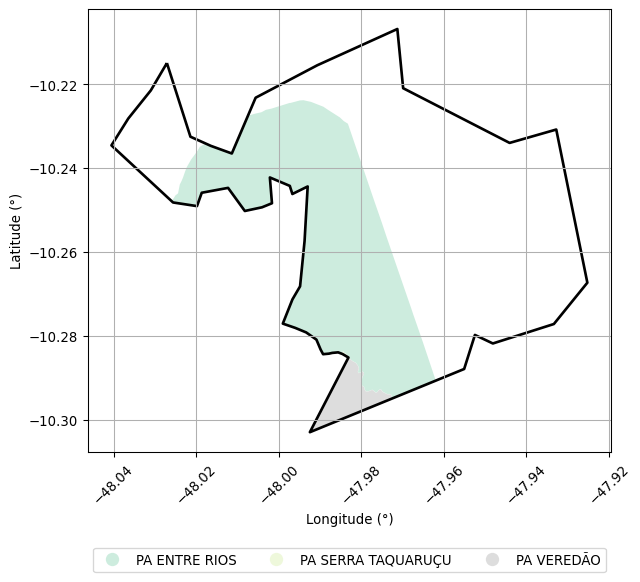 −10.22
−10.24
−10.26
−10.28
−10.30
Latitude (°)
−48.04
−48.02
−48.00
−47.98
−47.96
−47.94
−47.92
Longitude (°)
PA ENTRE RIOS
PA SERRA TAQUARUÇU
PA VEREDÃO